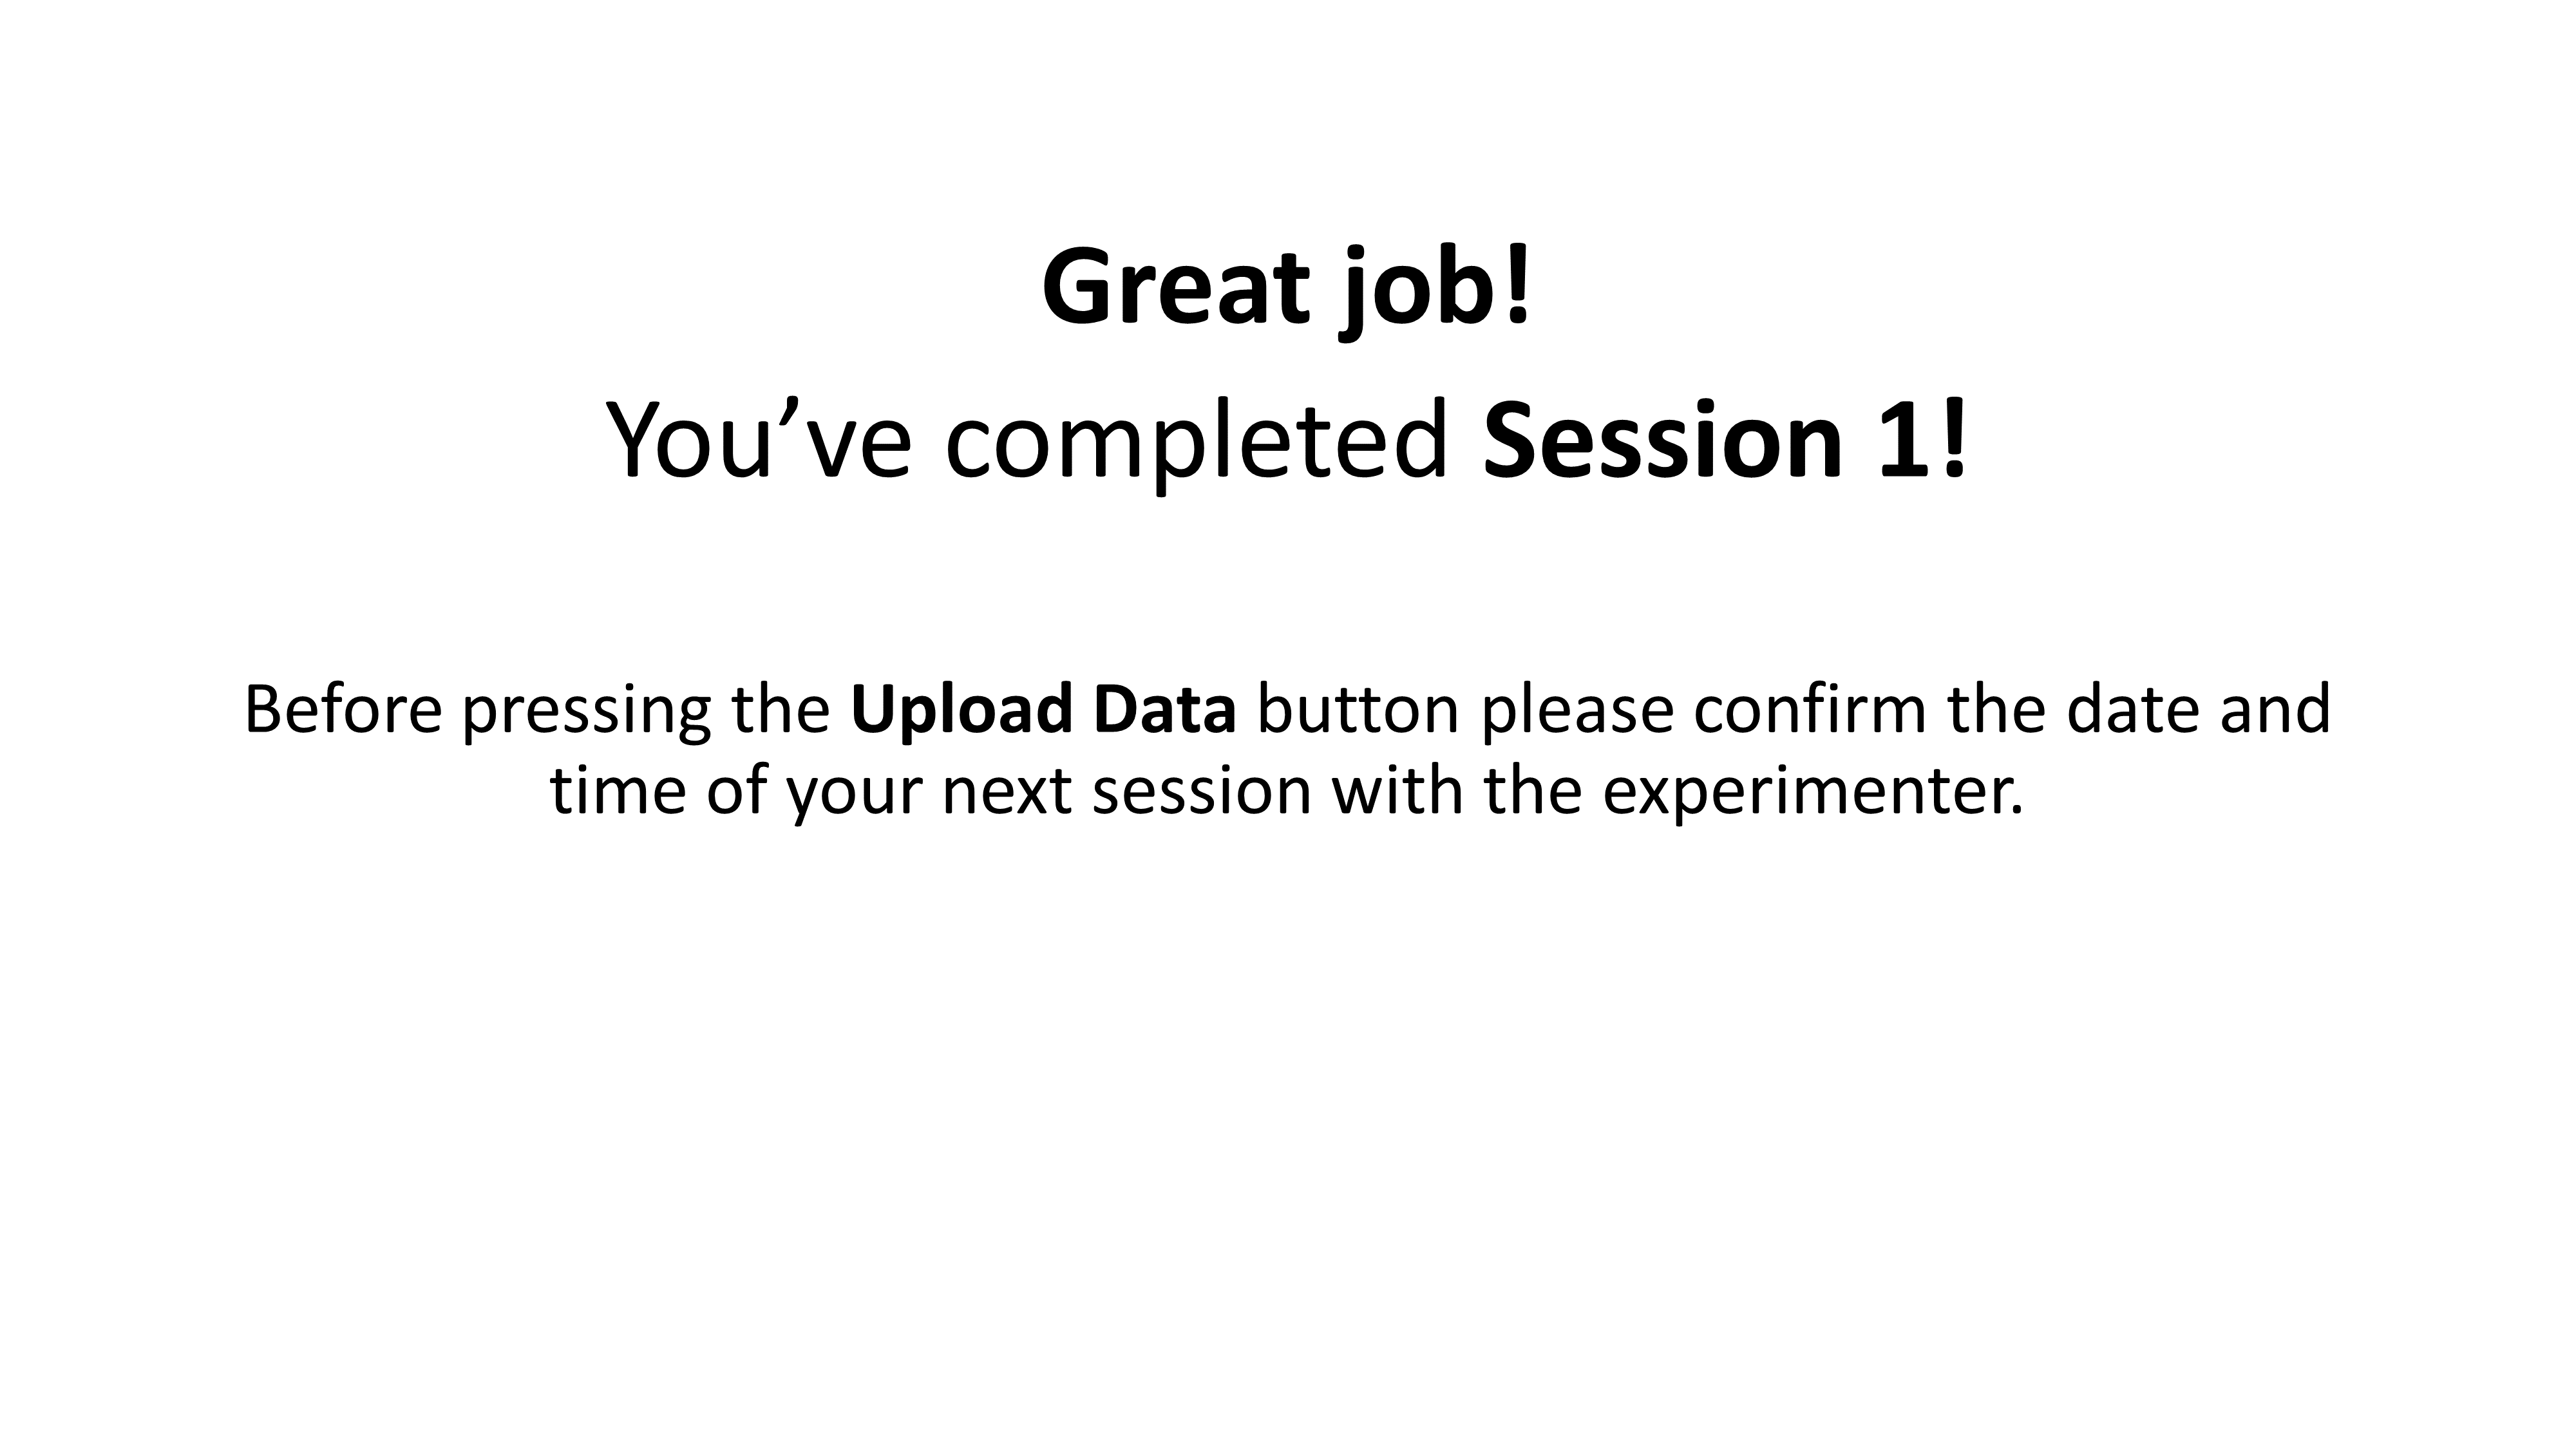 Great job!
You’ve completed Session 1!
Before pressing the Upload Data button please confirm the date and
time of your next session with the experimenter.